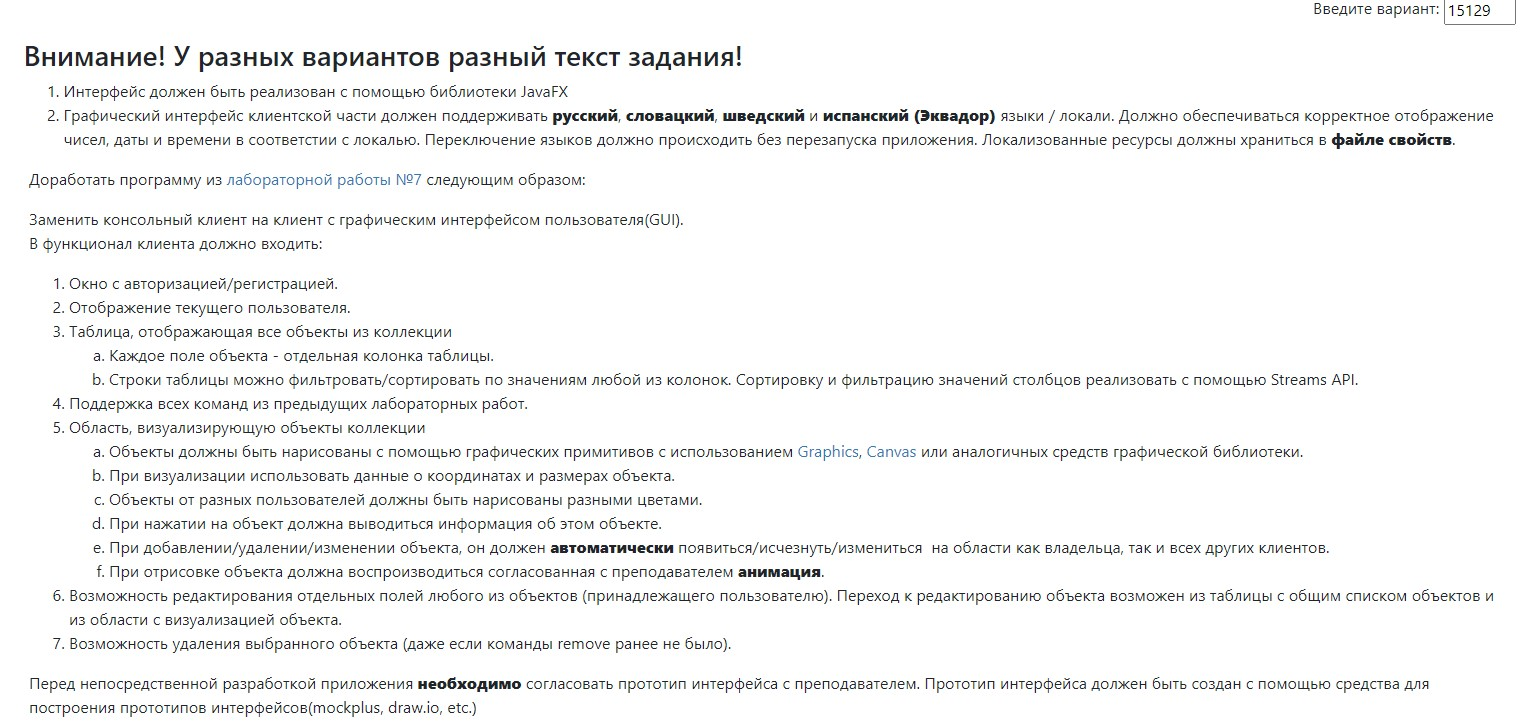 Введите вариант: 15129
Внимание! У разных вариантов разный текст задания!
1. Интерфейс должен быть реализован с помощью библиотеки JavaFX
2. Графический интерфейс клиентской части должен поддерживать русский, словацкий, шведский и испанский (Эквадор) языки / локали. Должно обеспечиваться корректное отображение
чисел, даты и времени в соответстии с локалью. Переключение языков должно происходить без перезапуска приложения. Локализованные ресурсы должны храниться в файле свойств.
Доработать программу из лабораторной работы №7 следующим образом:
Заменить консольный клиент на клиент с графическим интерфейсом пользователя(GUI).
В функционал клиента должно входить:
1. Окно с авторизацией/регистрацией.
2. Отображение текущего пользователя.
3. Таблица, отображающая все объекты из коллекции
a. Каждое поле объекта - отдельная колонка таблицы.
b. Строки таблицы можно фильтровать/сортировать по значениям любой из колонок. Сортировку и фильтрацию значений столбцов реализовать с помощью Streams API.
4. Поддержка всех команд из предыдущих лабораторных работ.
5. Область, визуализирующую объекты коллекции
a. Объекты должны быть нарисованы с помощью графических примитивов с использованием Graphics, Canvas или аналогичных средств графической библиотеки.
b. При визуализации использовать данные о координатах и размерах объекта.
c. Объекты от разных пользователей должны быть нарисованы разными цветами.
d. При нажатии на объект должна выводиться информация об этом объекте.
e. При добавлении/удалении/изменении объекта, он должен автоматически появиться/исчезнуть/измениться  на области как владельца, так и всех других клиентов.
f. При отрисовке объекта должна воспроизводиться согласованная с преподавателем анимация.
6. Возможность редактирования отдельных полей любого из объектов (принадлежащего пользователю). Переход к редактированию объекта возможен из таблицы с общим списком объектов и
из области с визуализацией объекта.
7. Возможность удаления выбранного объекта (даже если команды remove ранее не было).
Перед непосредственной разработкой приложения необходимо согласовать прототип интерфейса с преподавателем. Прототип интерфейса должен быть создан с помощью средства для
построения прототипов интерфейсов(mockplus, draw.io, etc.)